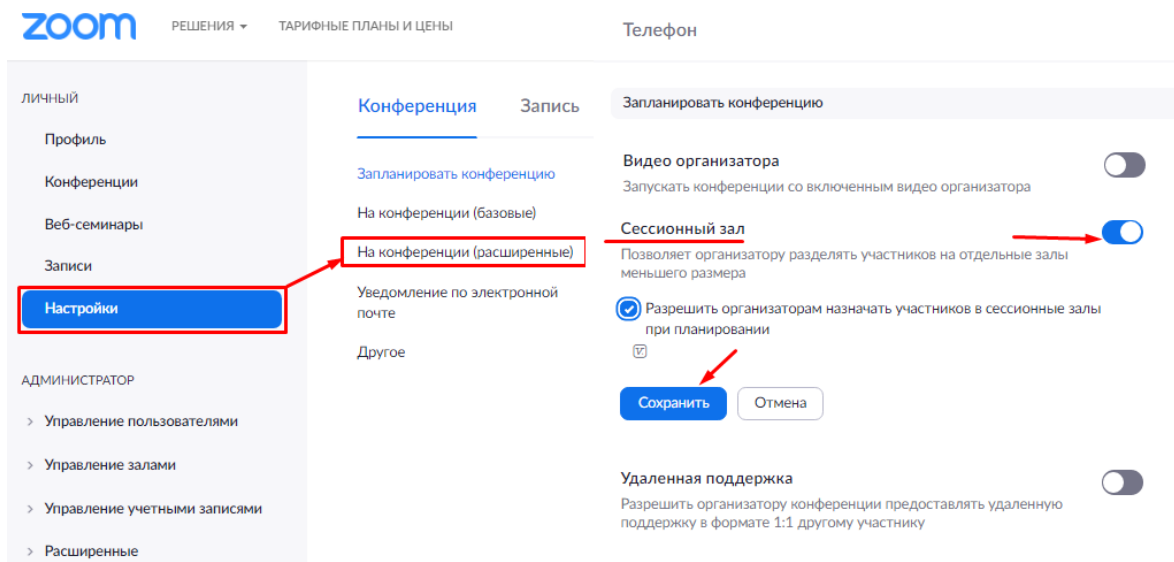 zoom
РЕШЕНИЯ
ТАРИФНЫЕ ПЛАНЫ И ЦЕНЫ
ЛИЧНЫЙ
Профиль
Конференции
Веб-семинары
Записи
Настройки
АДМИНИСТРАТОР
Управление пользователями
Управление залами
Управление учетными записями
Расширенные
Конференция
Запись
Запланировать конференцию
На конференции (базовые)
На конференции (расширенные)
Уведомление по электронной
почте
Другое
Телефон
Запланировать конференцию
Видео организатора
Запускать конференции со включенным видео организатора
Сессионный зал
Позволяет организатору разделять участников на отдельные залы
меньшего размера
Разрешить организаторам назначать участников в сессионные залы
при планировании
Сохранить
Отмена
Удаленная поддержка
Разрешить организатору конференции предоставлять удаленную
поддержку в формате 1:1 другому участнику